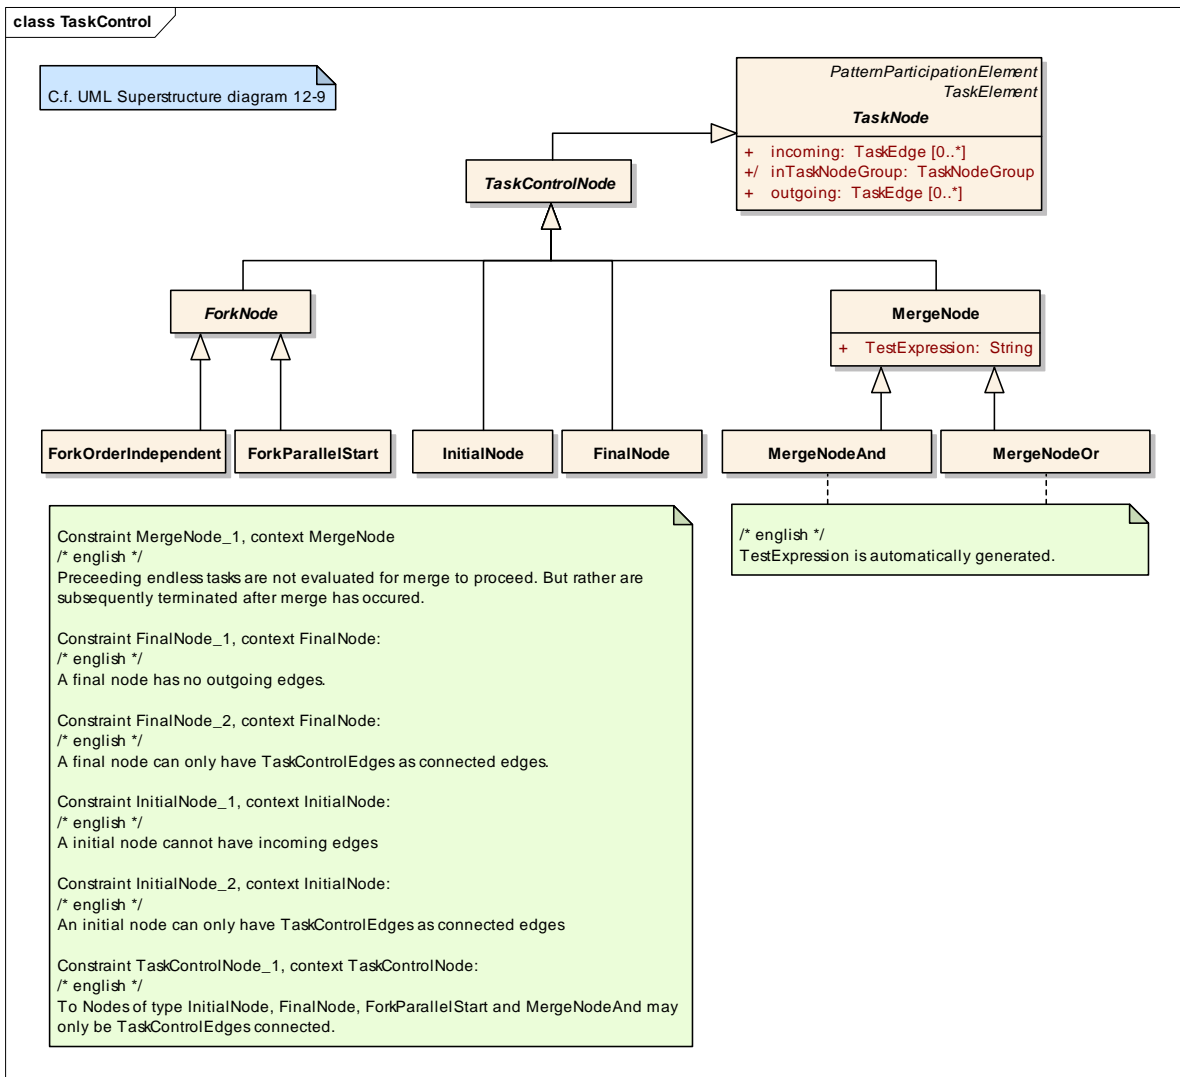 class TaskControl
C.f. UML Superstructure diagram 12-9
PatternParticipationElement
TaskElement
TaskNode
+ incoming: TaskEdge [0..*]
+/ inTaskNodeGroup: TaskNodeGroup
+ outgoing: TaskEdge [0..*]
TaskControlNode
ForkNode
MergeNode
+ TestExpression: String
ForkOrderIndependent
ForkParallelStart
InitialNode
FinalNode
MergeNodeAnd
MergeNodeOr
Constraint MergeNode_1, context MergeNode
/* english */
Preceeding endless tasks are not evaluated for merge to proceed. But rather are
subsequently terminated after merge has occured.
Constraint FinalNode_1, context FinalNode:
/* english */
A final node has no outgoing edges.
Constraint FinalNode_2, context FinalNode:
/* english */
A final node can only have TaskControlEdges as connected edges.
Constraint InitialNode_1, context InitialNode:
/* english */
A initial node cannot have incoming edges
Constraint InitialNode_2, context InitialNode:
/* english */
An initial node can only have TaskControlEdges as connected edges
Constraint TaskControlNode_1, context TaskControlNode:
/* english */
To Nodes of type InitialNode, FinalNode, ForkParallelStart and MergeNodeAnd may
only be TaskControlEdges connected.
/* english */
TestExpression is automatically generated.